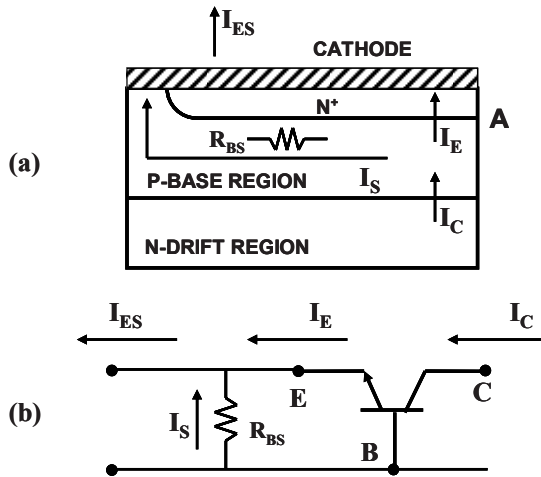 I_ES
CATHODE
N⁺
A
R_BS
I_E
(a)
I_S
P-BASE REGION
I_C
N-DRIFT REGION
I_ES
I_E
I_C
E
C
(b)
I_S
R_BS
B